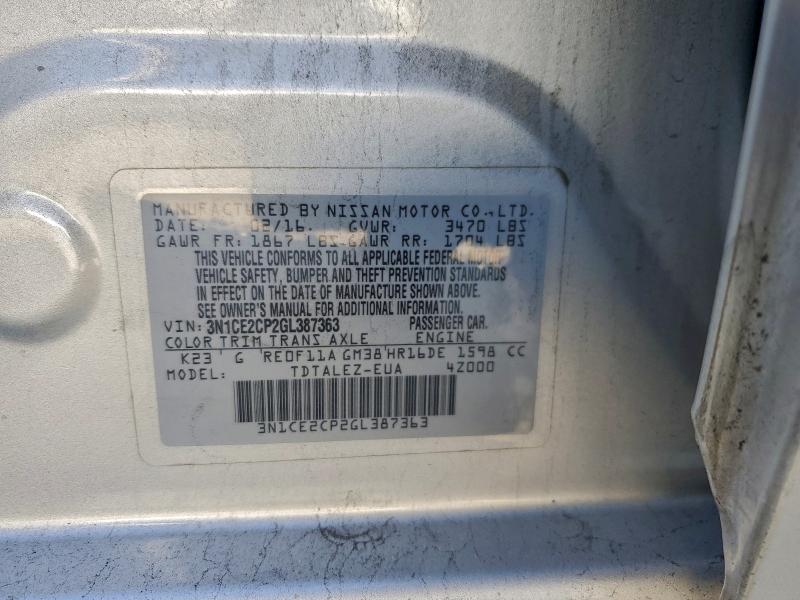 MANUFACTURED BY NISSAN MOTOR CO., LTD.
DATE: 03/16. GVWR: 3470 LBS
GAWR FR: 1867 LBS GAWR RR: 1704 LBS
THIS VEHICLE CONFORMS TO ALL APPLICABLE FEDERAL MOTOR
VEHICLE SAFETY, BUMPER AND THEFT PREVENTION STANDARDS
IN EFFECT ON THE DATE OF MANUFACTURE SHOWN ABOVE.
SEE OWNER'S MANUAL FOR ADDITIONAL INFORMATION.
VIN: 3N1CE2CP2GL387363 PASSENGER CAR.
COLOR TRIM TRANS AXLE ENGINE
K23 G RE0F11A GM38 HR16DE 1598 CC
MODEL: TDTALEZ-EUA 4Z000
3N1CE2CP2GL387363